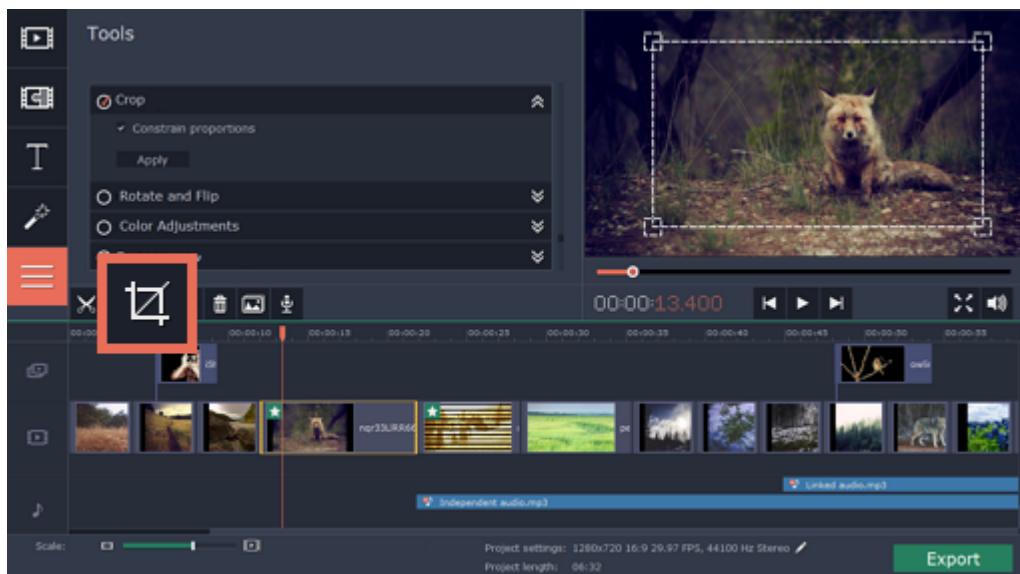 Tools
Crop
Constrain proportions
Apply
Rotate and Flip
Color Adjustments
T
00:00:13.400
00:00:10
00:00:15
00:00:20
00:00:25
00:00:30
00:00:35
00:00:40
00:00:45
00:00:50
00:00:55
owlie
nqr33LIRR66
Linked audio.mp3
Independent audio.mp3
Scale:
Project settings: 1280x720 16:9 29.97 FPS, 44100 Hz Stereo
Project length: 06:32
Export